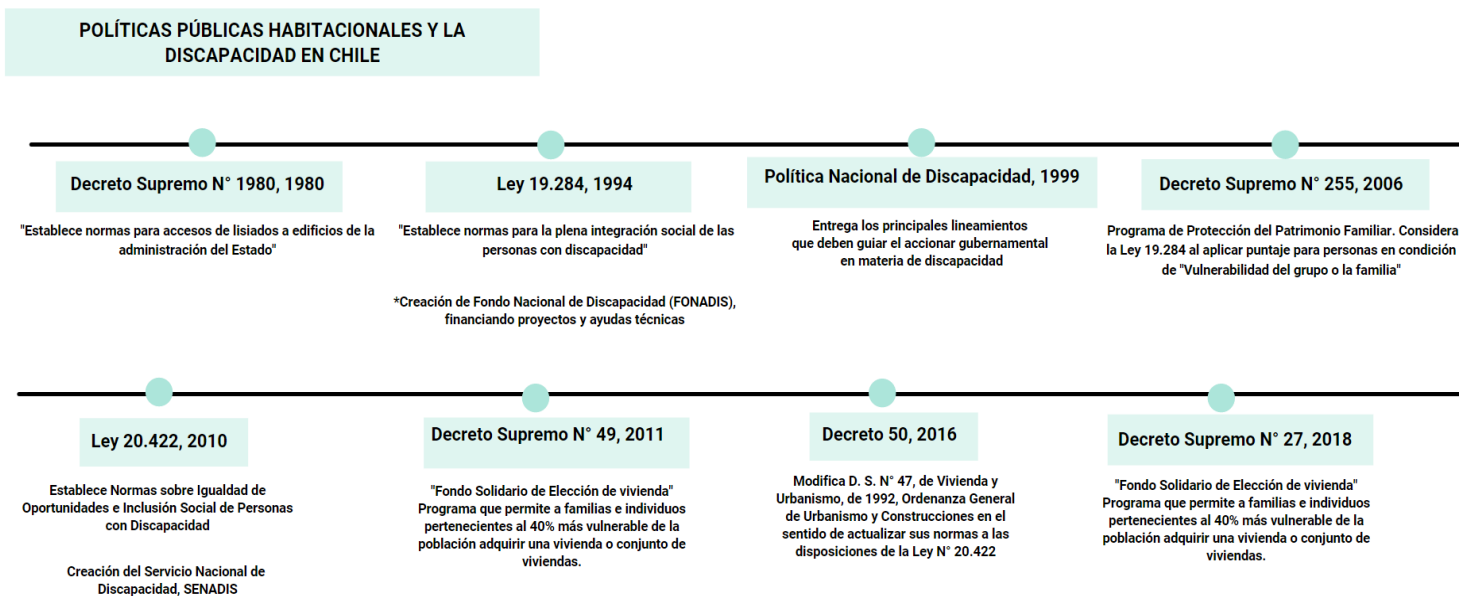 POLÍTICAS PÚBLICAS HABITACIONALES Y LA
DISCAPACIDAD EN CHILE
Decreto Supremo N° 1980, 1980
"Establece normas para accesos de lisiados a edificios de la
administración del Estado"
Ley 19.284, 1994
"Establece normas para la plena integración social de las
personas con discapacidad"
*Creación de Fondo Nacional de Discapacidad (FONADIS),
financiando proyectos y ayudas técnicas
Política Nacional de Discapacidad, 1999
Entrega los principales lineamientos
que deben guiar el accionar gubernamental
en materia de discapacidad
Decreto Supremo N° 255, 2006
Programa de Protección del Patrimonio Familiar. Considera
la Ley 19.284 al aplicar puntaje para personas en condición
de "Vulnerabilidad del grupo o la familia"
Ley 20.422, 2010
Establece Normas sobre Igualdad de
Oportunidades e Inclusión Social de Personas
con Discapacidad
Creación del Servicio Nacional de
Discapacidad, SENADIS
Decreto Supremo N° 49, 2011
"Fondo Solidario de Elección de vivienda"
Programa que permite a familias e individuos
pertenecientes al 40% más vulnerable de la
población adquirir una vivienda o conjunto de
viviendas.
Decreto 50, 2016
Modifica D. S. N° 47, de Vivienda y
Urbanismo, de 1992, Ordenanza General
de Urbanismo y Construcciones en el
sentido de actualizar sus normas a las
disposiciones de la Ley N° 20.422
Decreto Supremo N° 27, 2018
"Fondo Solidario de Elección de vivienda"
Programa que permite a familias e individuos
pertenecientes al 40% más vulnerable de la
población adquirir una vivienda o conjunto de
viviendas.